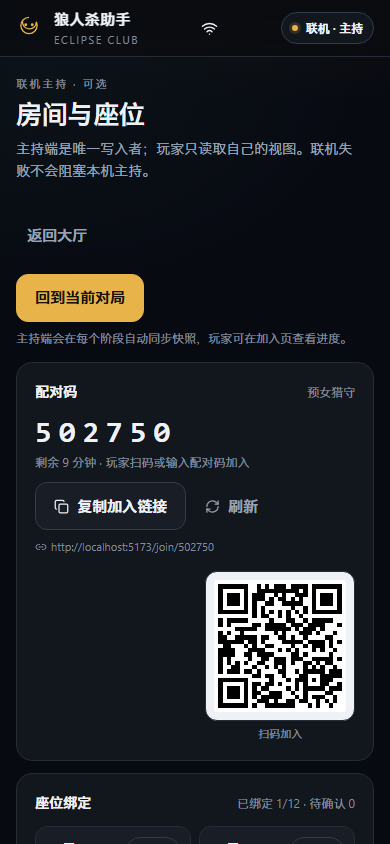 狼人杀助手
ECLIPSE CLUB
联机 · 主持
联机主持 · 可选
房间与座位
主持端是唯一写入者；玩家只读取自己的视图。联机失
败不会阻塞本机主持。
返回大厅
回到当前对局
主持端会在每个阶段自动同步快照，玩家可在加入页查看进度。
配对码
预女猎守
502750
剩余 9 分钟 · 玩家扫码或输入配对码加入
复制加入链接
刷新
http://localhost:5173/join/502750
扫码加入
座位绑定
已绑定 1/12 · 待确认 0